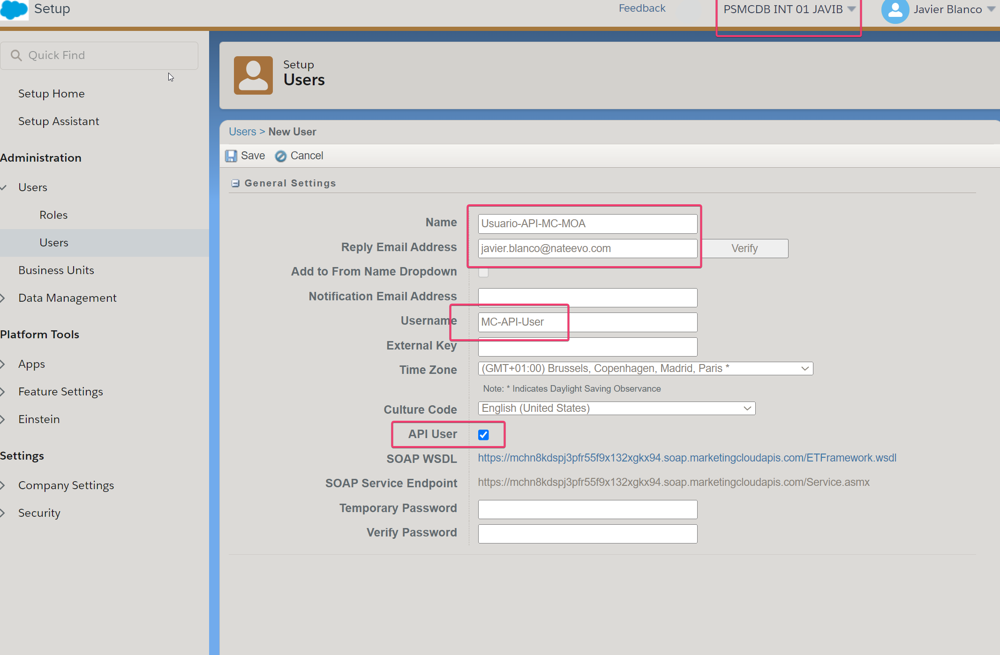 Setup
Feedback
PSMCDB INT 01 JAVIB
Javier Blanco
Quick Find
Setup Home
Setup Assistant
Administration
Users
Roles
Users
Business Units
Data Management
Platform Tools
Apps
Feature Settings
Einstein
Settings
Company Settings
Security
Setup
Users
Users > New User
Save Cancel
General Settings
Name Usuario-API-MC-MOA
Reply Email Address javier.blanco@nateevo.com Verify
Add to From Name Dropdown
Notification Email Address
Username MC-API-User
External Key
Time Zone (GMT+01:00) Brussels, Copenhagen, Madrid, Paris *
Note: * Indicates Daylight Saving Observance
Culture Code English (United States)
API User
SOAP WSDL https://mchn8kdspj3pfr55f9x132xgkx94.soap.marketingcloudapis.com/ETFramework.wsdl
SOAP Service Endpoint https://mchn8kdspj3pfr55f9x132xgkx94.soap.marketingcloudapis.com/Service.asmx
Temporary Password
Verify Password